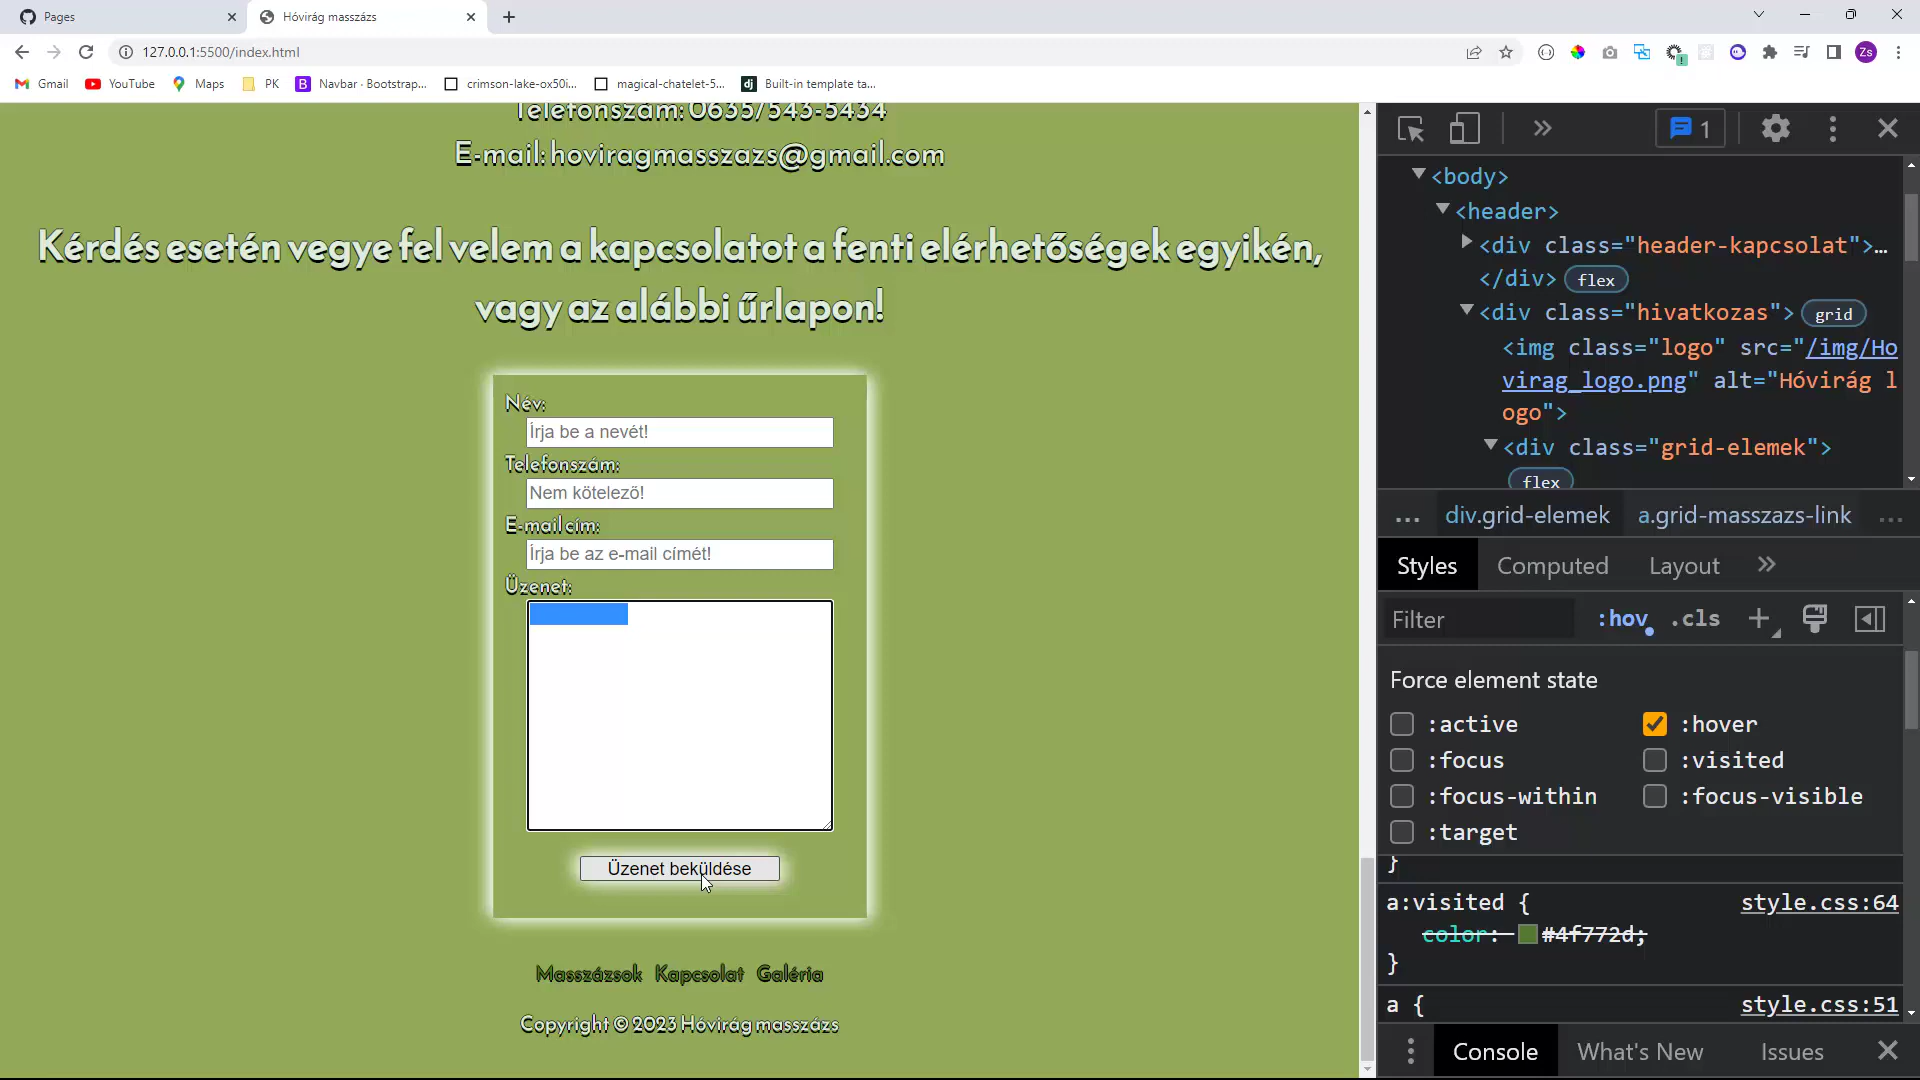 Pages
Hóvirág masszázs
127.0.0.1:5500/index.html
Zs
Gmail
YouTube
Maps
PK
Navbar · Bootstrap...
crimson-lake-ox50i...
magical-chatelet-5...
Built-in template ta...
Telefonszám: 0635/543-5434
E-mail: hoviragmasszazs@gmail.com
Kérdés esetén vegye fel velem a kapcsolatot a fenti elérhetőségek egyikén,
vagy az alábbi űrlapon!
Név:
Írja be a nevét!
Telefonszám:
Nem kötelező!
E-mail cím:
Írja be az e-mail címét!
Üzenet:
Üzenet beküldése
Masszázsok Kapcsolat Galéria
Copyright © 2023 Hóvirág masszázs
1
<body>
<header>
<div class="header-kapcsolat">…
</div> flex
<div class="hivatkozas"> grid
<img class="logo" src="/img/Ho
virag_logo.png" alt="Hóvirág l
ogo">
<div class="grid-elemek">
flex
... div.grid-elemek a.grid-masszazs-link ...
Styles Computed Layout
Filter :hov .cls
Force element state
:active :hover
:focus :visited
:focus-within :focus-visible
:target
}
a:visited { style.css:64
color: #4f772d;
}
a { style.css:51
Console What's New Issues